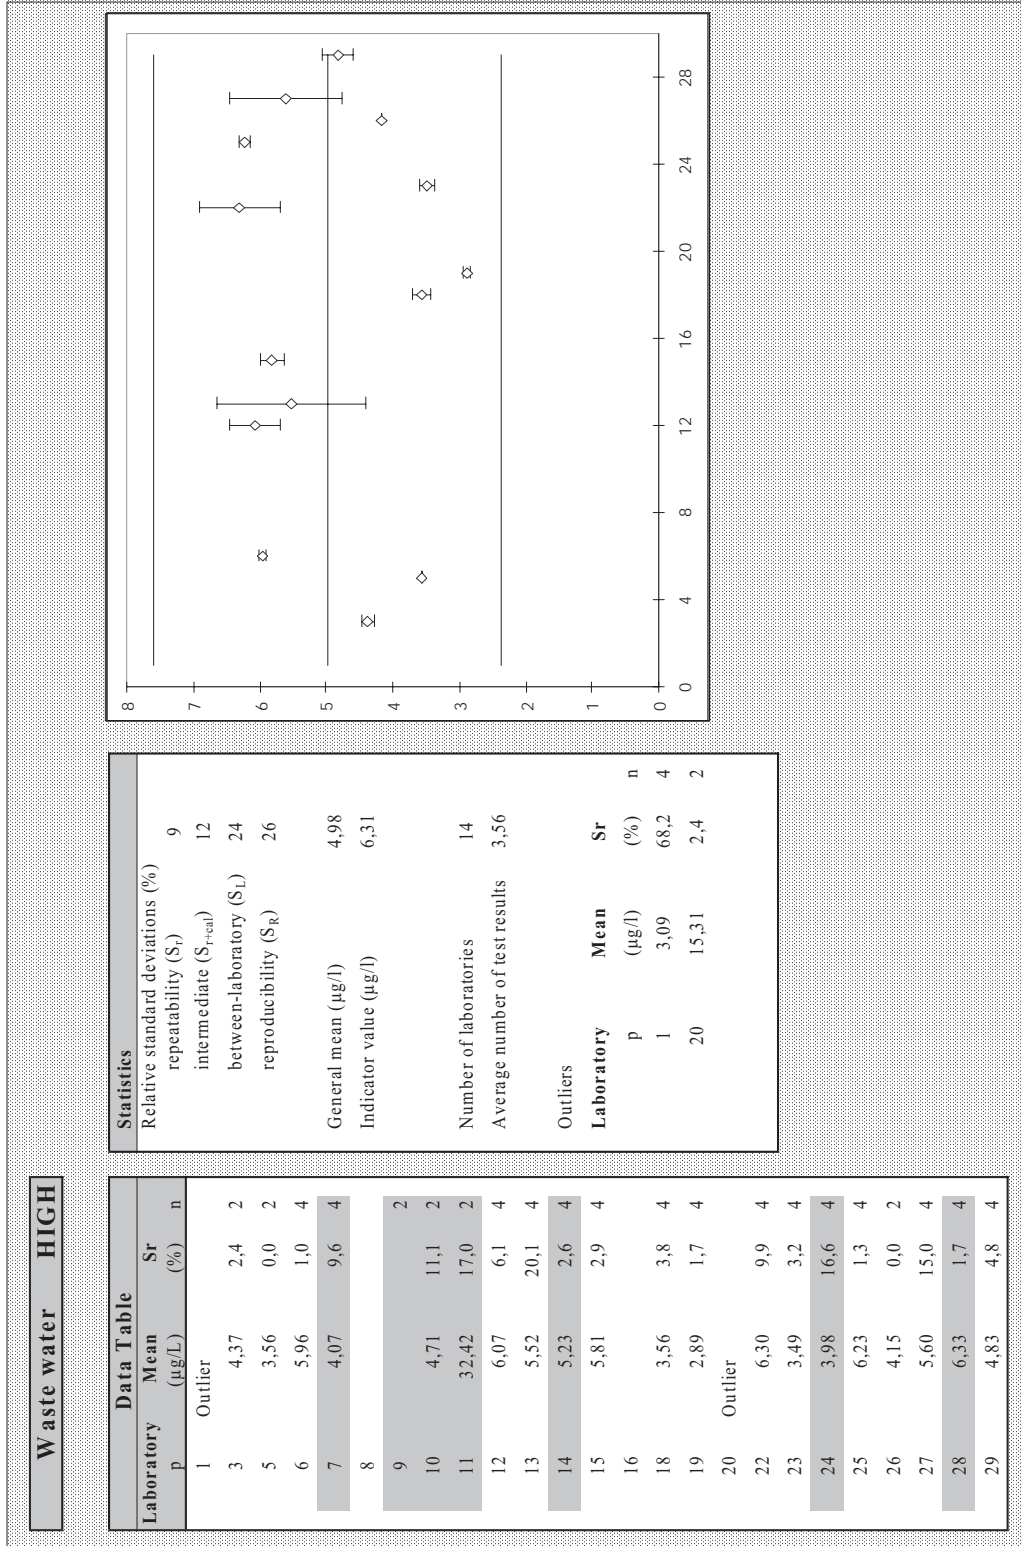 Waste water HIGH
Data Table
Laboratory Mean Sr
p (µg/L) (%) n
1 Outlier
3 4,37 2,4 2
5 3,56 0,0 2
6 5,96 1,0 4
7 4,07 9,6 4
8
9 2
10 4,71 11,1 2
11 32,42 17,0 2
12 6,07 6,1 4
13 5,52 20,1 4
14 5,23 2,6 4
15 5,81 2,9 4
16
18 3,56 3,8 4
19 2,89 1,7 4
20 Outlier
22 6,30 9,9 4
23 3,49 3,2 4
24 3,98 16,6 4
25 6,23 1,3 4
26 4,15 0,0 2
27 5,60 15,0 4
28 6,33 1,7 4
29 4,83 4,8 4
Statistics
Relative standard deviations (%)
repeatability (Sr) 9
intermediate (Sr+cal) 12
between-laboratory (SL) 24
reproducibility (SR) 26
General mean (µg/l) 4,98
Indicator value (µg/l) 6,31
Number of laboratories 14
Average number of test results 3,56
Outliers
Laboratory Mean Sr
p (µg/l) (%) n
1 3,09 68,2 4
20 15,31 2,4 2
8
7
6
5
4
3
2
1
0
0 4 8 12 16 20 24 28